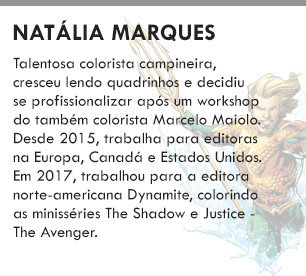 NATÁLIA MARQUES
Talentosa colorista campineira,
cresceu lendo quadrinhos e decidiu
se profissionalizar após um workshop
do também colorista Marcelo Maiolo.
Desde 2015, trabalha para editoras
na Europa, Canadá e Estados Unidos.
Em 2017, trabalhou para a editora
norte-americana Dynamite, colorindo
as minisséries The Shadow e Justice -
The Avenger.